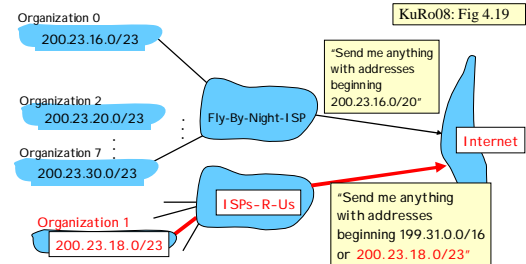 Organization 0
KuRo08: Fig 4.19
200.23.16.0/23
"Send me anything
with addresses
beginning
200.23.16.0/20"
Organization 2
200.23.20.0/23
Fly-By-Night-ISP
Organization 7
200.23.30.0/23
Internet
ISPs-R-Us
"Send me anything
with addresses
beginning 199.31.0.0/16
or 200.23.18.0/23"
Organization 1
200.23.18.0/23